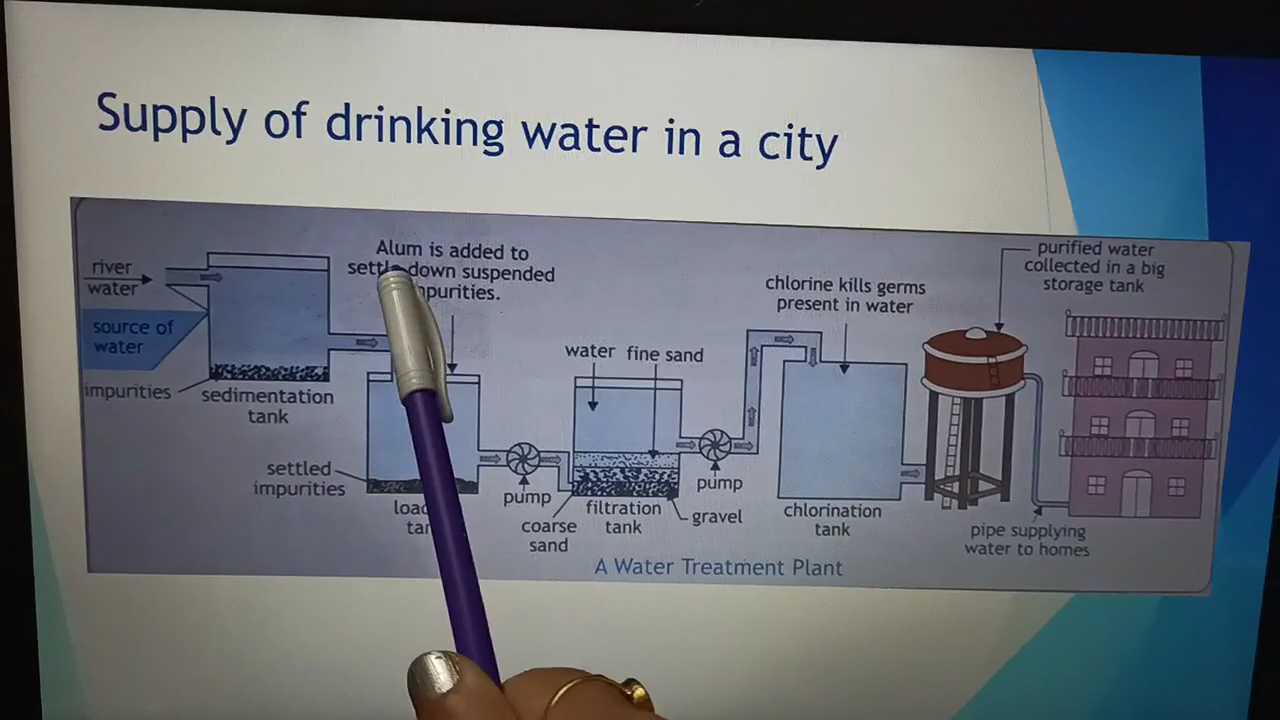 Supply of drinking water in a city
river
water
source of
water
impurities
sedimentation
tank
Alum is added to
settle down suspended
purities.
settled
impurities
pump
water
fine sand
coarse
sand
filtration
tank
gravel
pump
chlorine kills germs
present in water
chlorination
tank
purified water
collected in a big
storage tank
pipe supplying
water to homes
A Water Treatment Plant